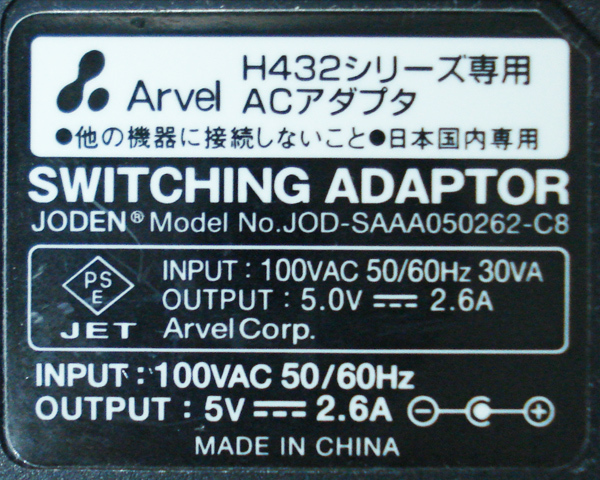 H432シリーズ専用
Arvel ACアダプタ
●他の機器に接続しないこと●日本国内専用
SWITCHING ADAPTOR
JODEN® Model No.JOD-SAAA050262-C8
PS
E
JET
INPUT : 100VAC 50/60Hz 30VA
OUTPUT : 5.0V ⎓ 2.6A
Arvel Corp.
INPUT : 100VAC 50/60Hz
OUTPUT : 5V ⎓ 2.6A
MADE IN CHINA